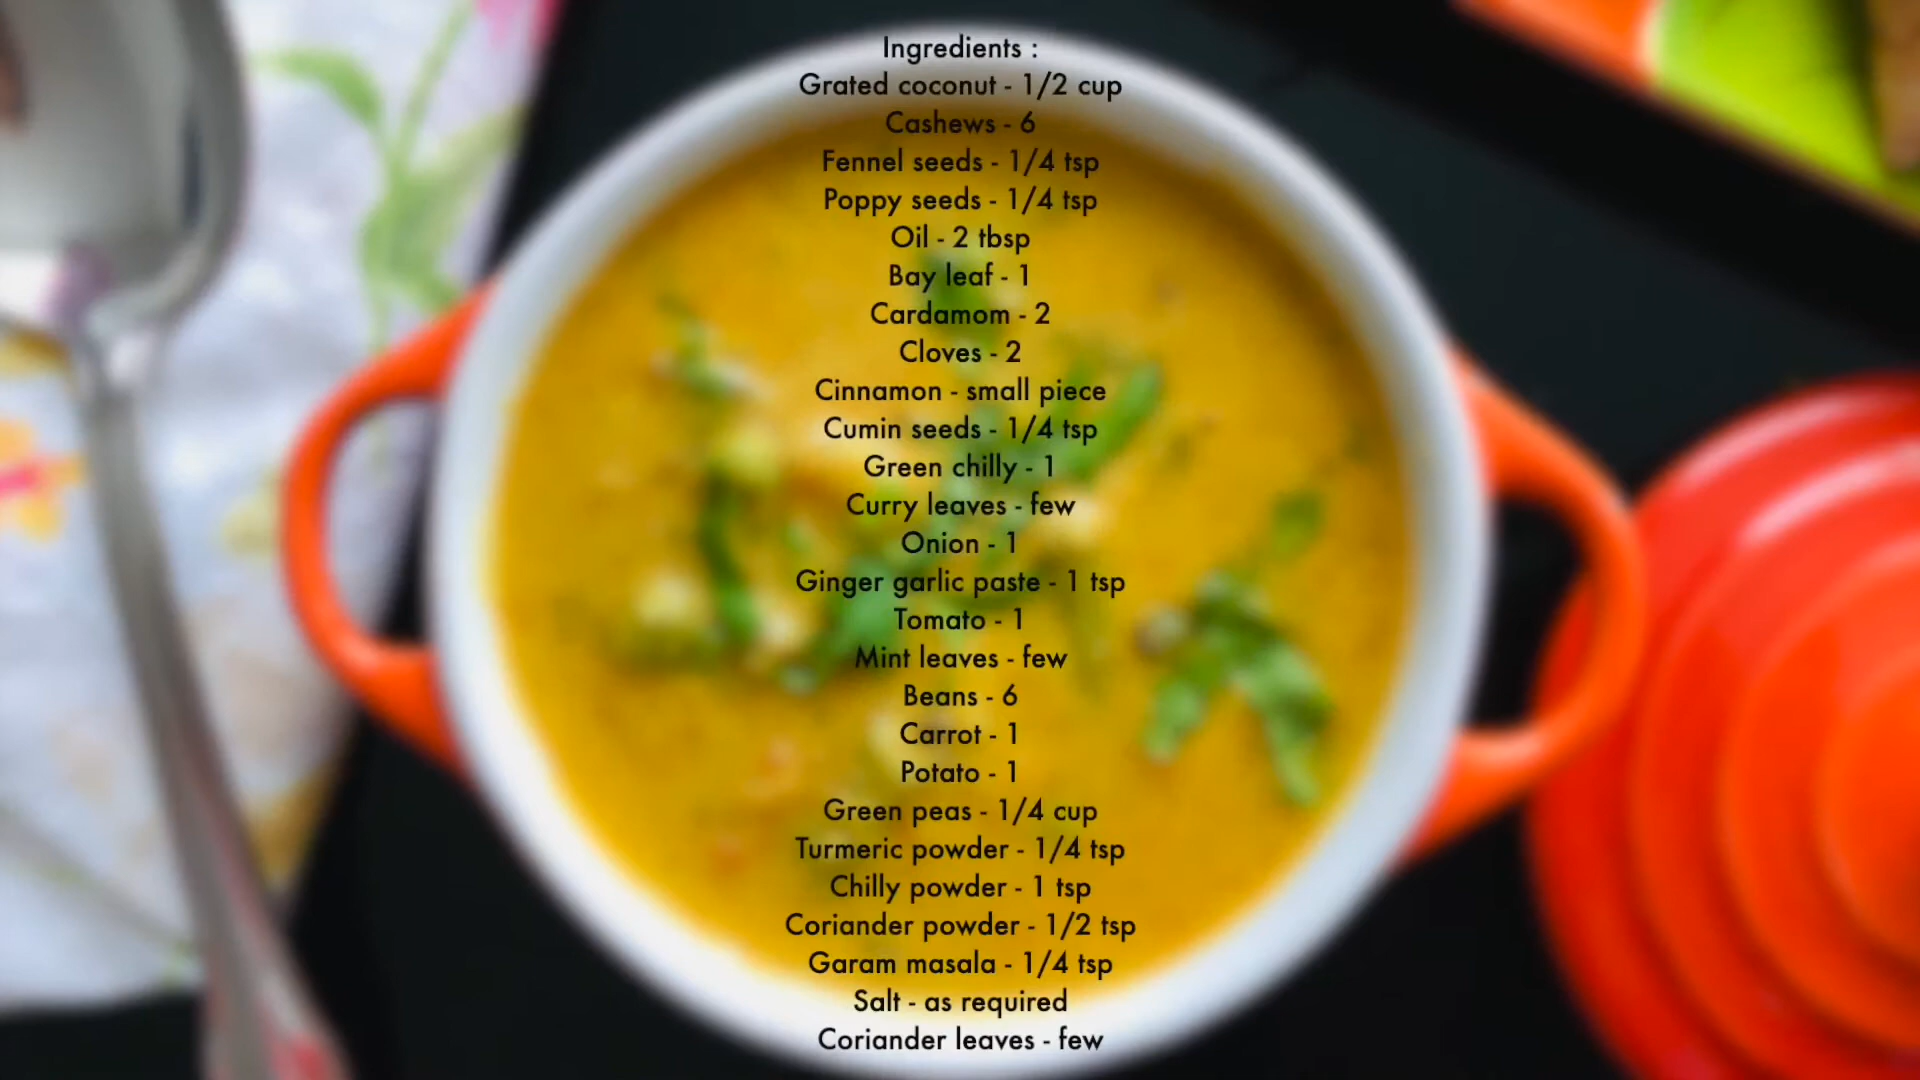 Ingredients :
Grated coconut - 1/2 cup
Cashews - 6
Fennel seeds - 1/4 tsp
Poppy seeds - 1/4 tsp
Oil - 2 tbsp
Bay leaf - 1
Cardamom - 2
Cloves - 2
Cinnamon - small piece
Cumin seeds - 1/4 tsp
Green chilly - 1
Curry leaves - few
Onion - 1
Ginger garlic paste - 1 tsp
Tomato - 1
Mint leaves - few
Beans - 6
Carrot - 1
Potato - 1
Green peas - 1/4 cup
Turmeric powder - 1/4 tsp
Chilly powder - 1 tsp
Coriander powder - 1/2 tsp
Garam masala - 1/4 tsp
Salt - as required
Coriander leaves - few